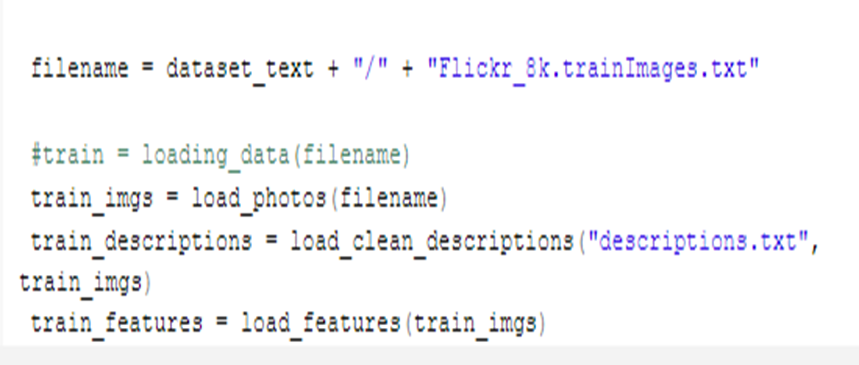 filename = dataset_text + "/" + "Flickr_8k.trainImages.txt"
#train = loading_data(filename)
train_imgs = load_photos(filename)
train_descriptions = load_clean_descriptions("descriptions.txt",
train_imgs)
train_features = load_features(train_imgs)